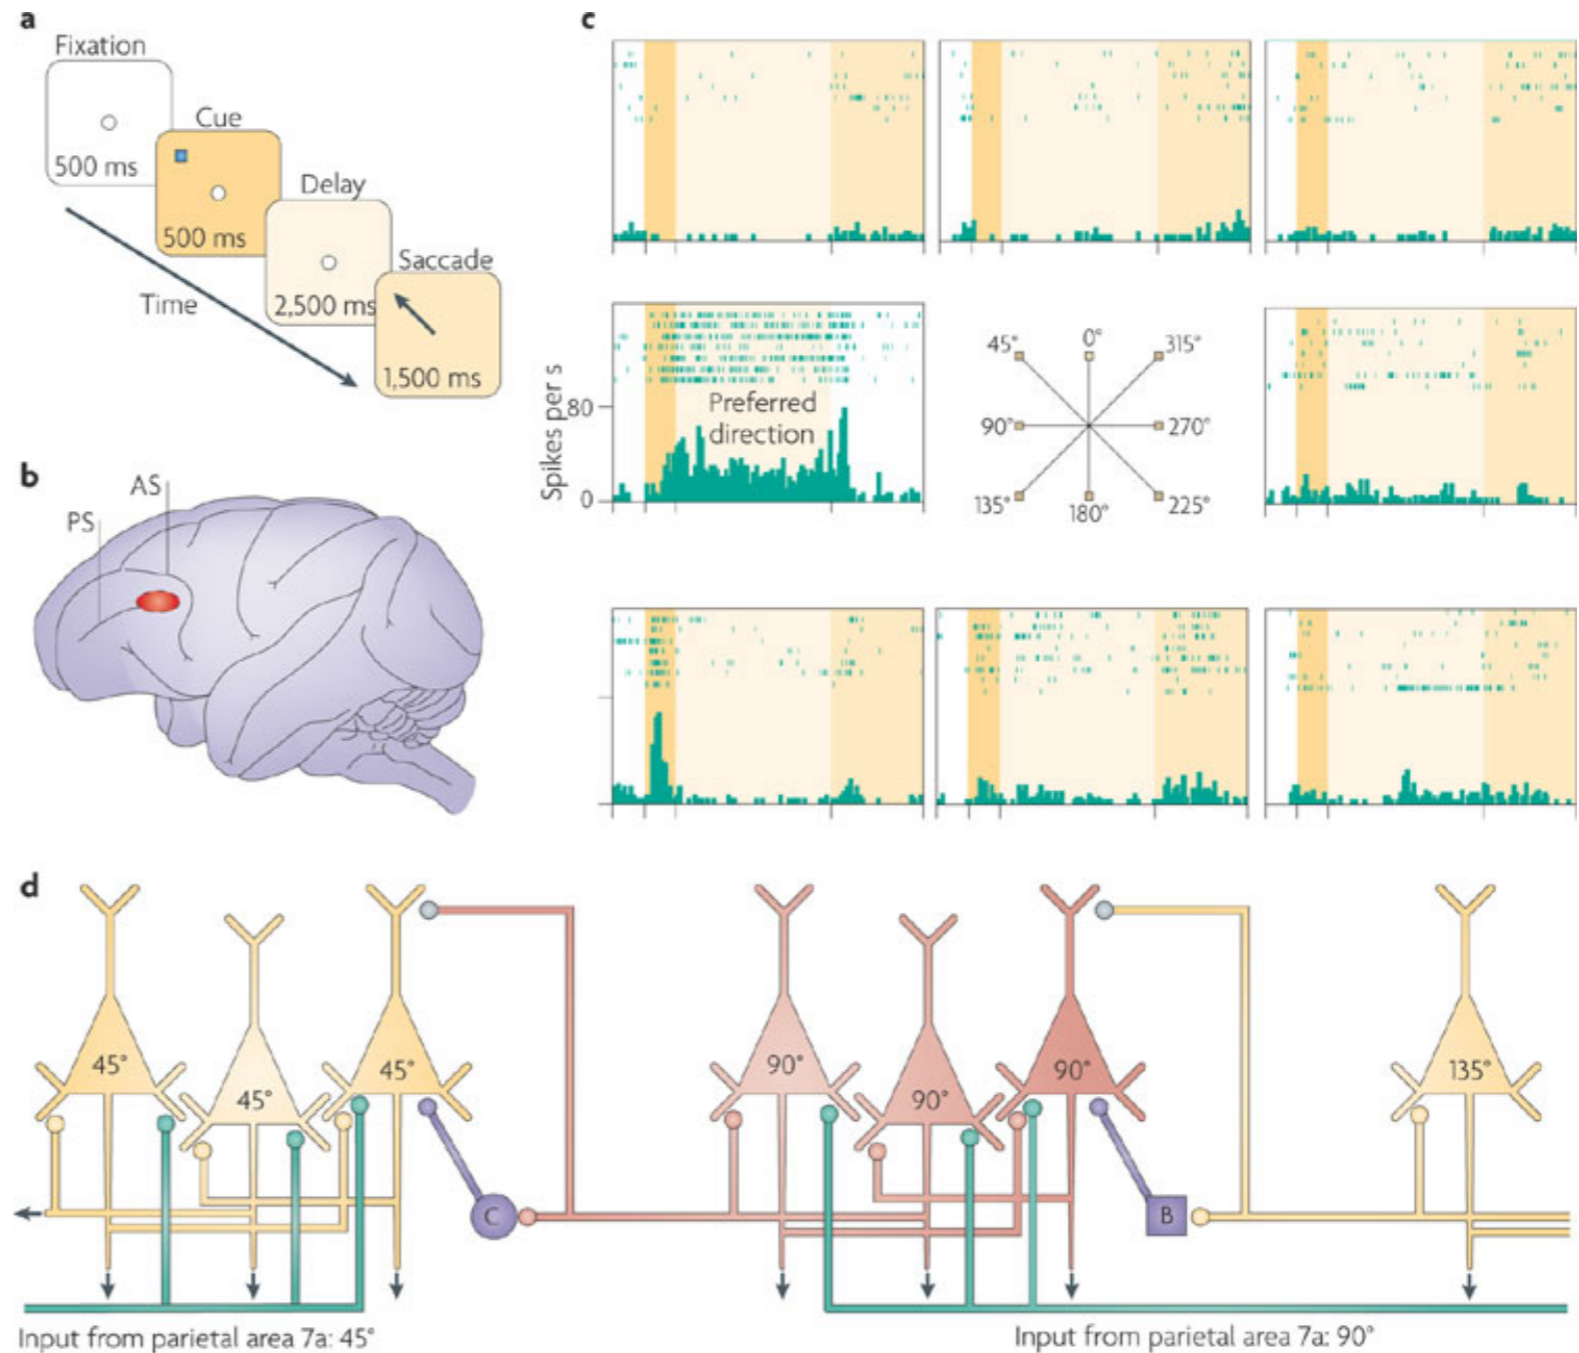 a
Fixation
500 ms
Cue
500 ms
Delay
2,500 ms
Saccade
1,500 ms
Time
b
AS
PS
c
Spikes per s
80
0
Preferred
direction
0°
45°
315°
90°
270°
135°
225°
180°
d
45°
45°
45°
90°
90°
90°
135°
C
B
Input from parietal area 7a: 45°
Input from parietal area 7a: 90°